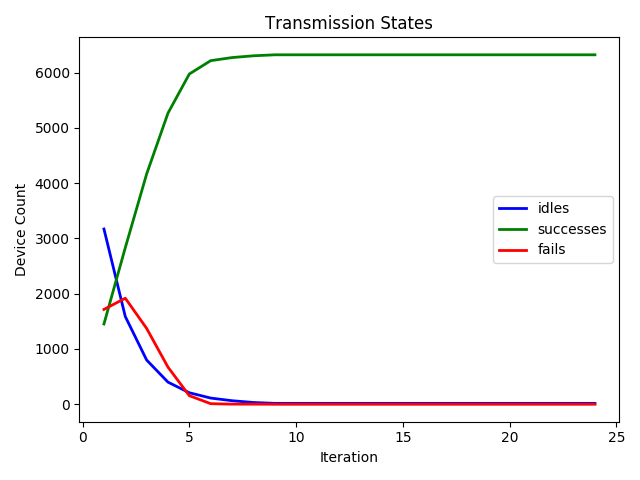 Transmission States
Device Count
6000
5000
4000
3000
2000
1000
0
idles
successes
fails
0 5 10 15 20 25
Iteration